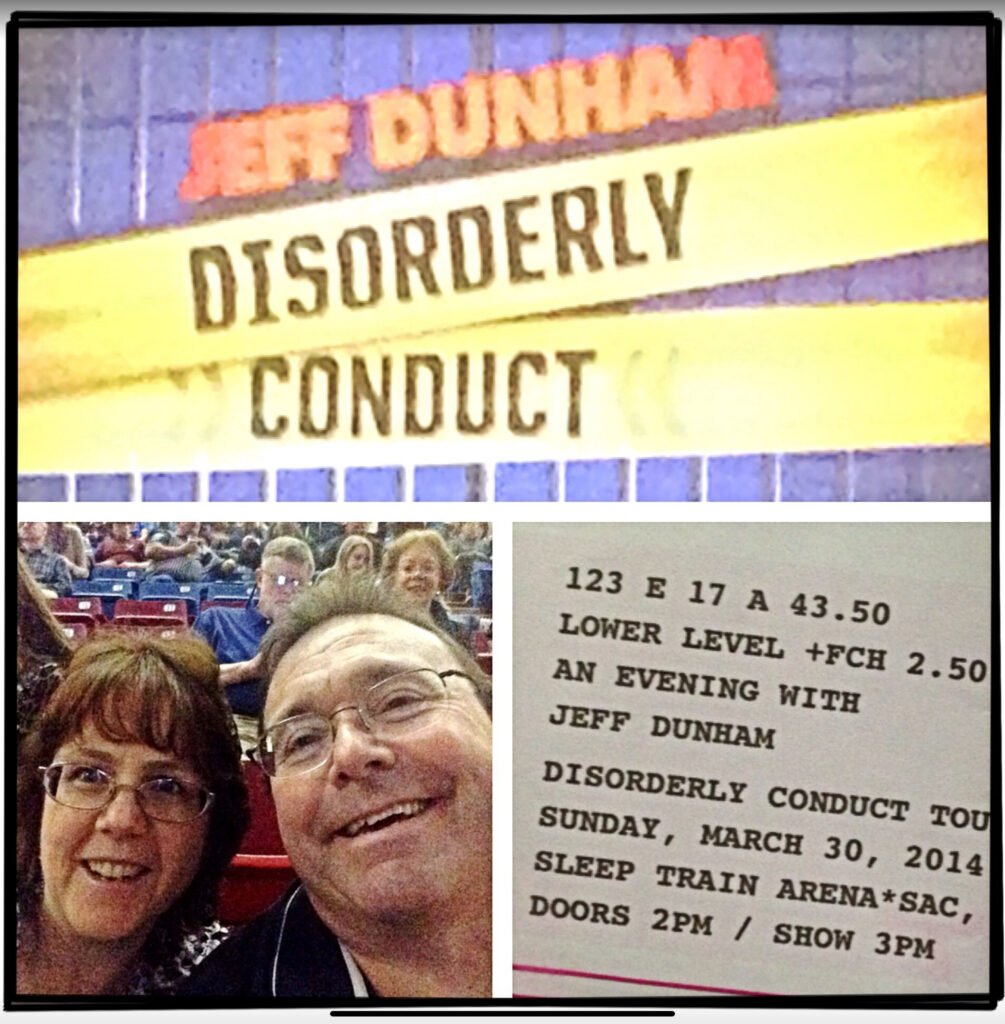 JEFF DUNHAM
DISORDERLY
CONDUCT
123 E 17 A 43.50
LOWER LEVEL +FCH 2.50
AN EVENING WITH
JEFF DUNHAM
DISORDERLY CONDUCT TOU
SUNDAY, MARCH 30, 2014
SLEEP TRAIN ARENA*SAC,
DOORS 2PM / SHOW 3PM